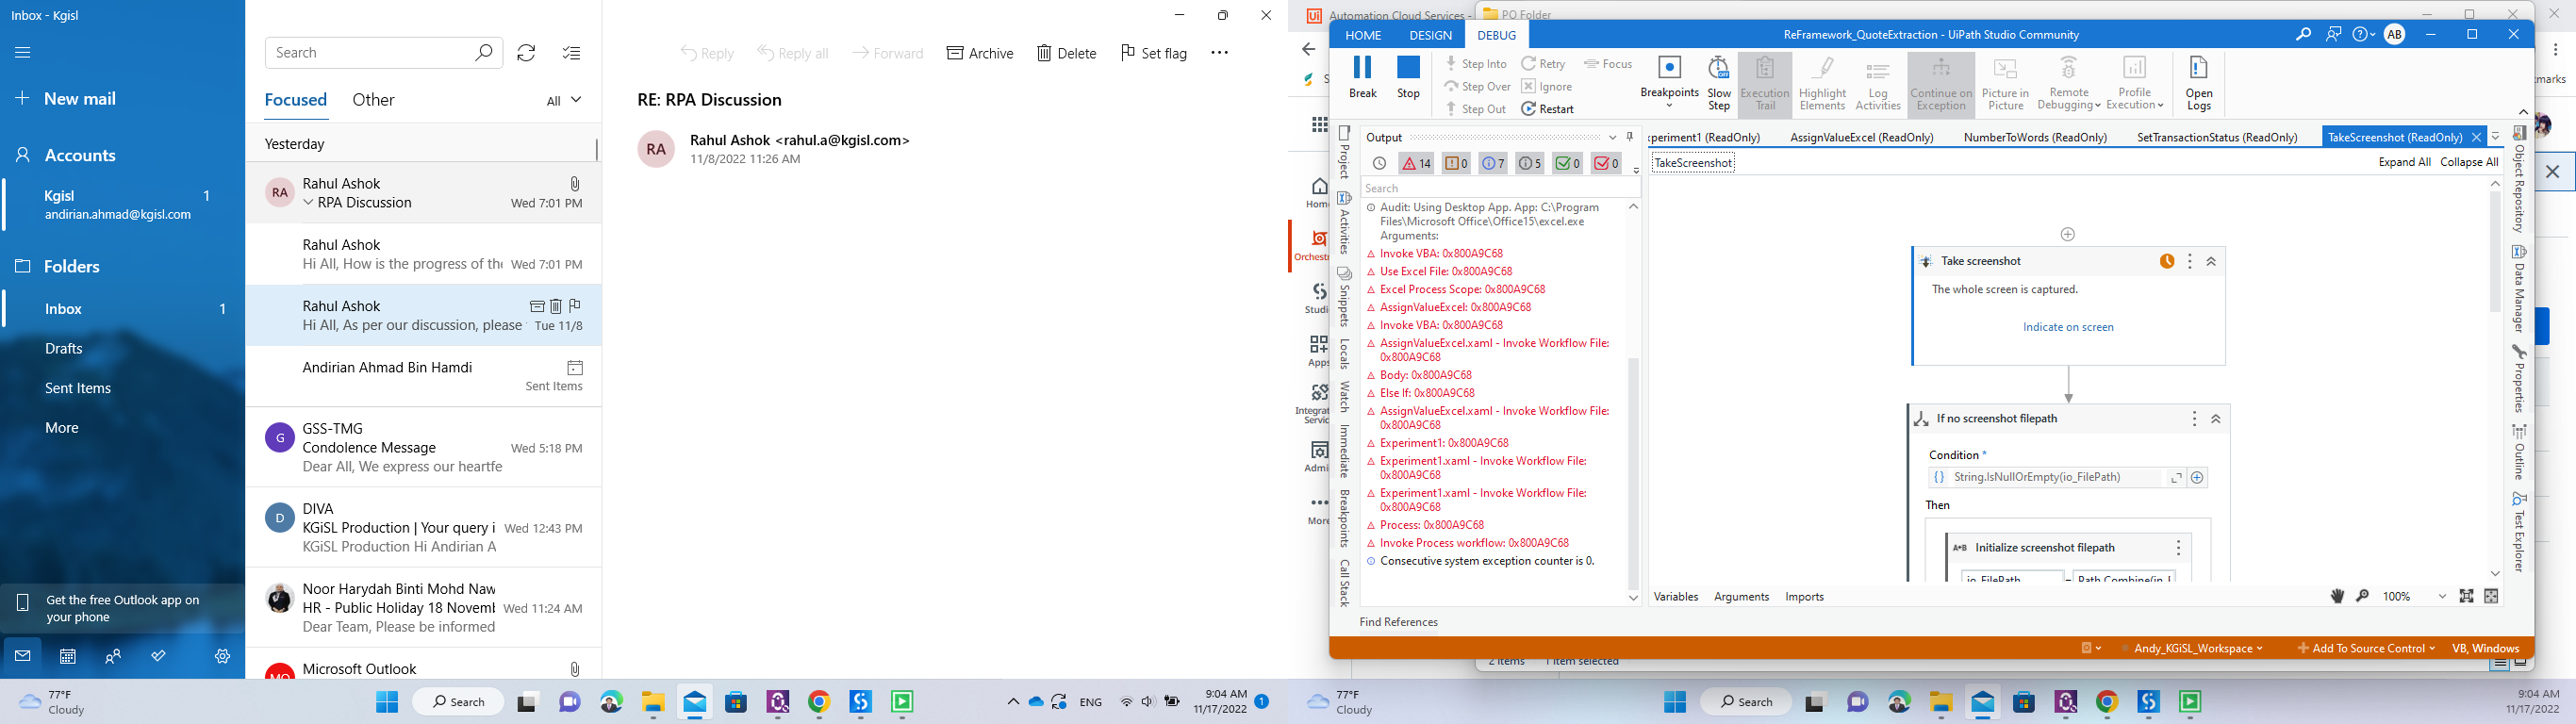 Inbox - Kgisl
New mail
Accounts
Kgisl 1
andirian.ahmad@kgisl.com
Folders
Inbox 1
Drafts
Sent Items
More
Get the free Outlook app on
your phone
Search
Focused Other All
Yesterday
RA
Rahul Ashok
RPA Discussion Wed 7:01 PM
Rahul Ashok
Hi All, How is the progress of the Wed 7:01 PM
Rahul Ashok
Hi All, As per our discussion, please Tue 11/8
Andirian Ahmad Bin Hamdi
Sent Items
G
GSS-TMG
Condolence Message Wed 5:18 PM
Dear All, We express our heartfe
D
DIVA
KGiSL Production | Your query i Wed 12:43 PM
KGiSL Production Hi Andirian A
Noor Harydah Binti Mohd Naw
HR - Public Holiday 18 Novemb Wed 11:24 AM
Dear Team, Please be informed
MO
Microsoft Outlook
Reply Reply all Forward Archive Delete Set flag
RE: RPA Discussion
RA
Rahul Ashok <rahul.a@kgisl.com>
11/8/2022 11:26 AM
Ui Automation Cloud Services -
PO Folder
marks
Home
Orchest
Studi
Apps
Integrat
Servic
Admi
More
HOME DESIGN DEBUG
ReFramework_QuoteExtraction - UiPath Studio Community
AB
Break
Stop
Step Into
Step Over
Step Out
Retry
Ignore
Restart
Focus
Breakpoints
Slow
Step
OFF
Execution
Trail
Highlight
Elements
Log
Activities
Continue on
Exception
Picture in
Picture
Remote
Debugging
Profile
Execution
Open
Logs
Project
Activities
Snippets
Locals
Watch
Immediate
Breakpoints
Call Stack
Output
14 0 7 5 0 0
Search
Audit: Using Desktop App. App: C:\Program
Files\Microsoft Office\Office15\excel.exe
Arguments:
Invoke VBA: 0x800A9C68
Use Excel File: 0x800A9C68
Excel Process Scope: 0x800A9C68
AssignValueExcel: 0x800A9C68
Invoke VBA: 0x800A9C68
AssignValueExcel.xaml - Invoke Workflow File:
0x800A9C68
Body: 0x800A9C68
Else If: 0x800A9C68
AssignValueExcel.xaml - Invoke Workflow File:
0x800A9C68
Experiment1: 0x800A9C68
Experiment1.xaml - Invoke Workflow File:
0x800A9C68
Experiment1.xaml - Invoke Workflow File:
0x800A9C68
Process: 0x800A9C68
Invoke Process workflow: 0x800A9C68
Consecutive system exception counter is 0.
Find References
xperiment1 (ReadOnly) AssignValueExcel (ReadOnly) NumberToWords (ReadOnly) SetTransactionStatus (ReadOnly) TakeScreenshot (ReadOnly)
TakeScreenshot
Expand All Collapse All
Take screenshot
The whole screen is captured.
Indicate on screen
If no screenshot filepath
Condition *
String.IsNullOrEmpty(io_FilePath)
Then
A*B Initialize screenshot filepath
io_FilePath = Path.Combine(in_
Variables Arguments Imports
100%
Object Repository
Data Manager
Properties
Outline
Test Explorer
Andy_KGiSL_Workspace Add To Source Control VB, Windows
2 items 1 item selected
77°F
Cloudy
Search
ENG
9:04 AM
11/17/2022
1
77°F
Cloudy
Search
9:04 AM
11/17/2022